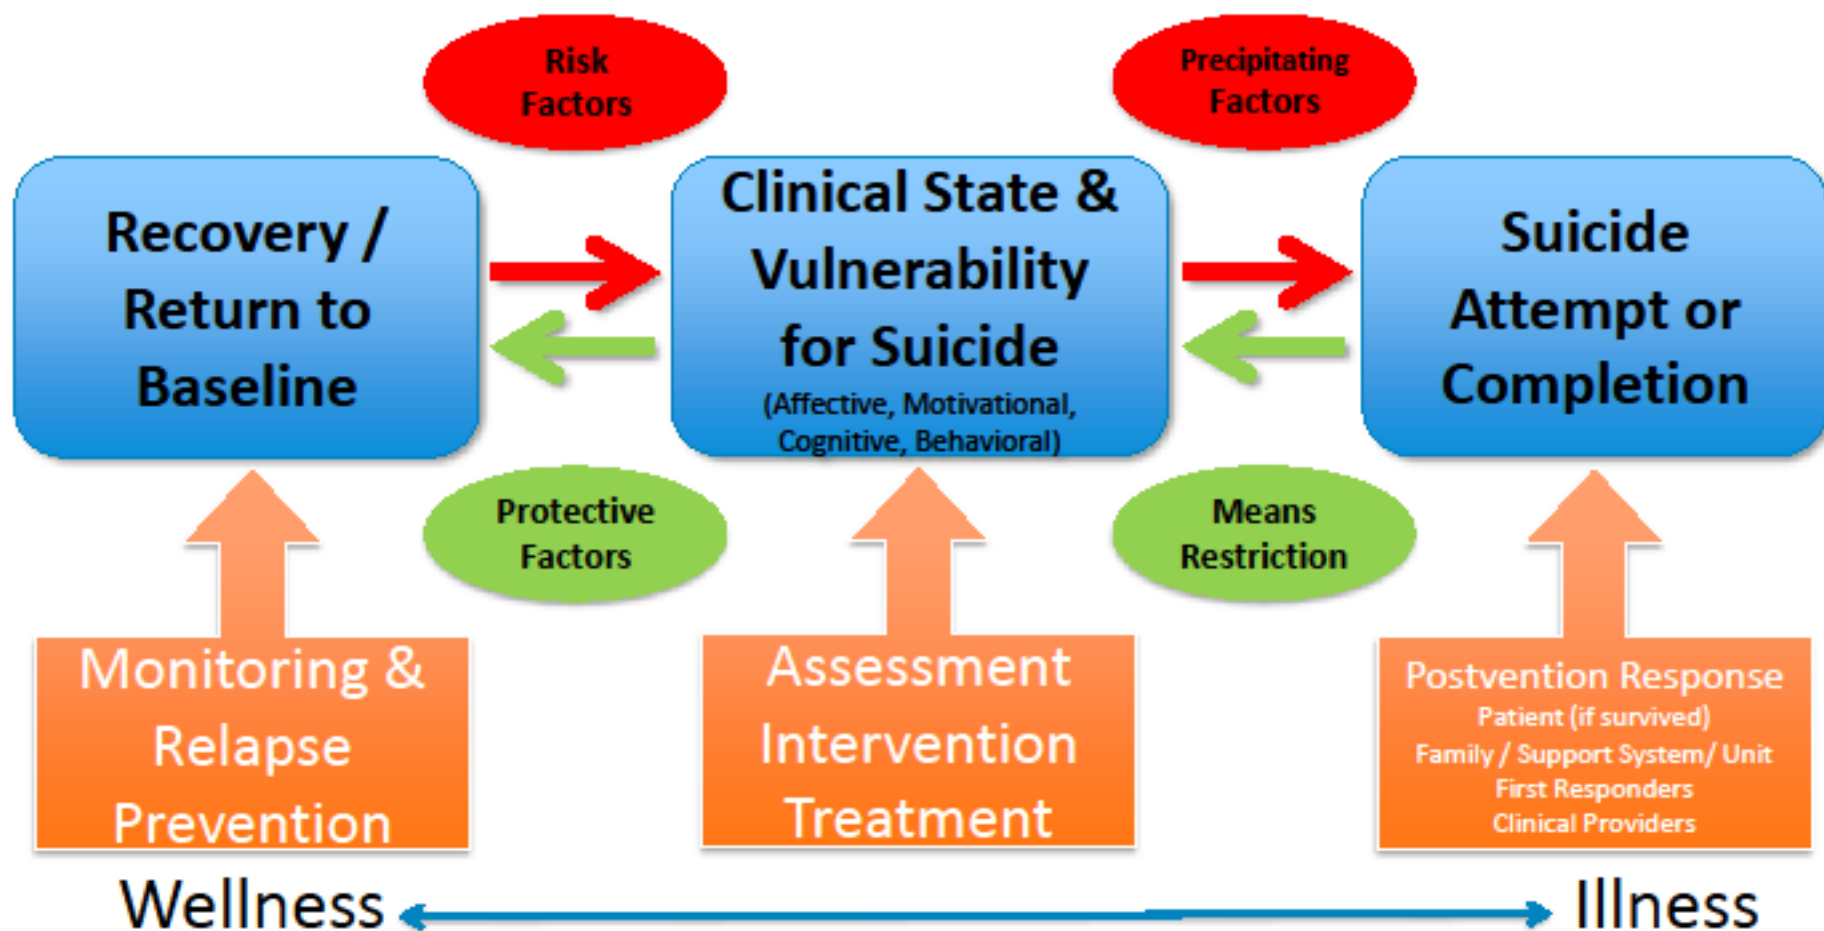 Risk
Factors
Precipitating
Factors
Recovery /
Return to
Baseline
Clinical State &
Vulnerability
for Suicide
(Affective, Motivational,
Cognitive, Behavioral)
Suicide
Attempt or
Completion
Protective
Factors
Means
Restriction
Monitoring &
Relapse
Prevention
Assessment
Intervention
Treatment
Postvention Response
Patient (if survived)
Family / Support System/ Unit
First Responders
Clinical Providers
Wellness
Illness